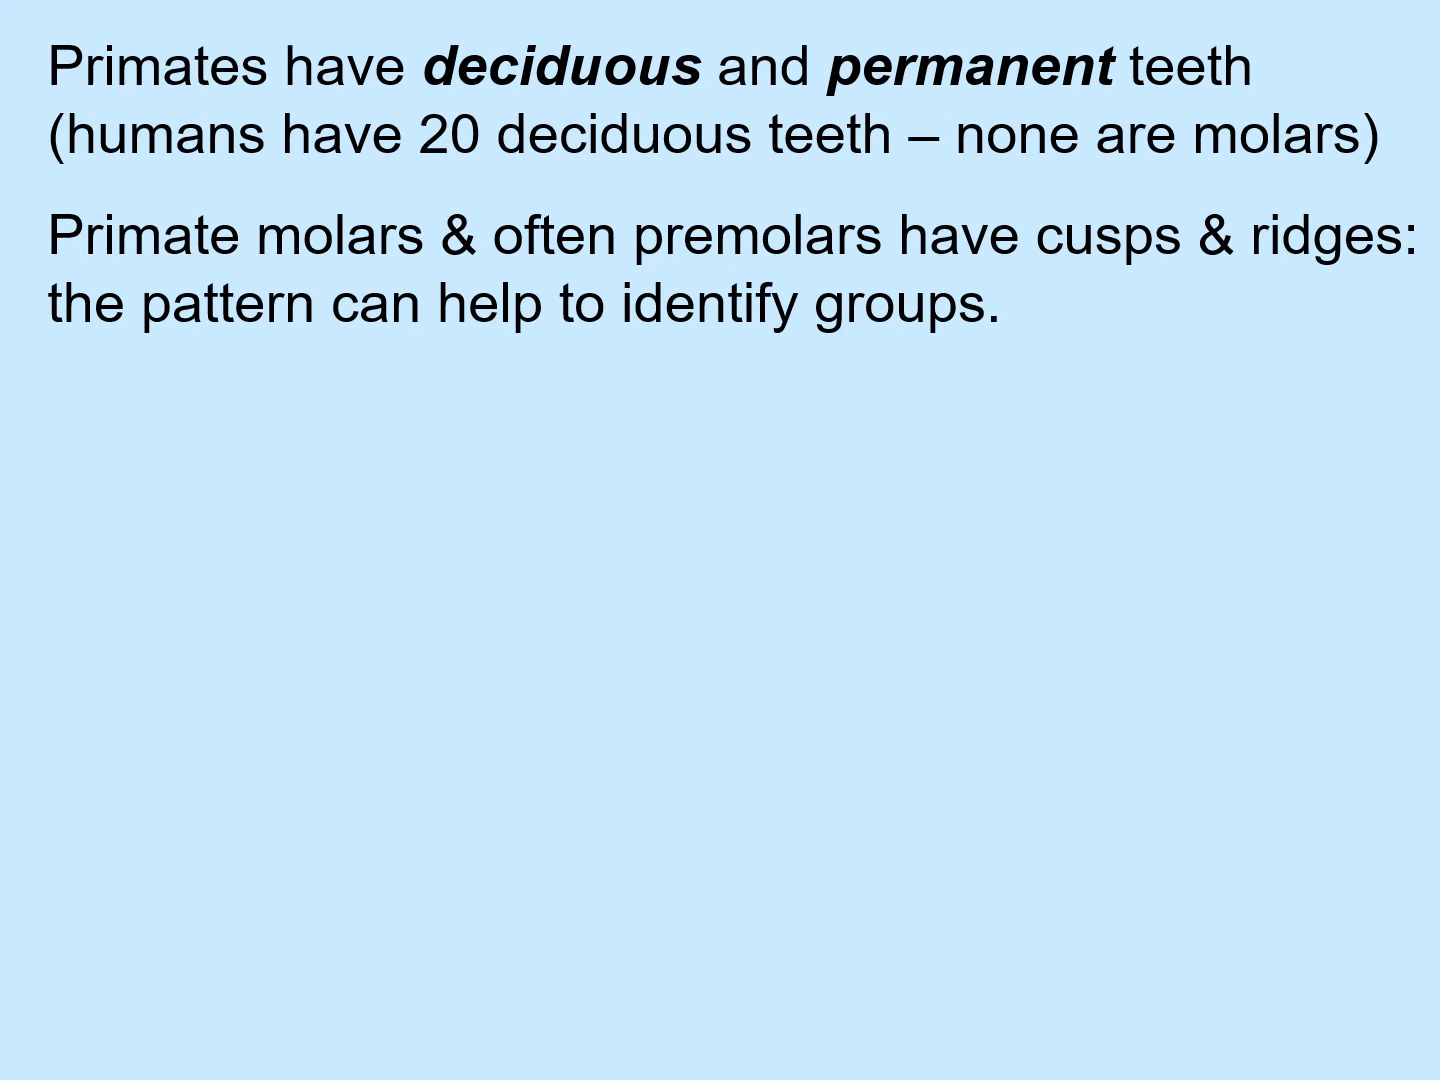 Primates have deciduous and permanent teeth
(humans have 20 deciduous teeth – none are molars)
Primate molars & often premolars have cusps & ridges:
the pattern can help to identify groups.